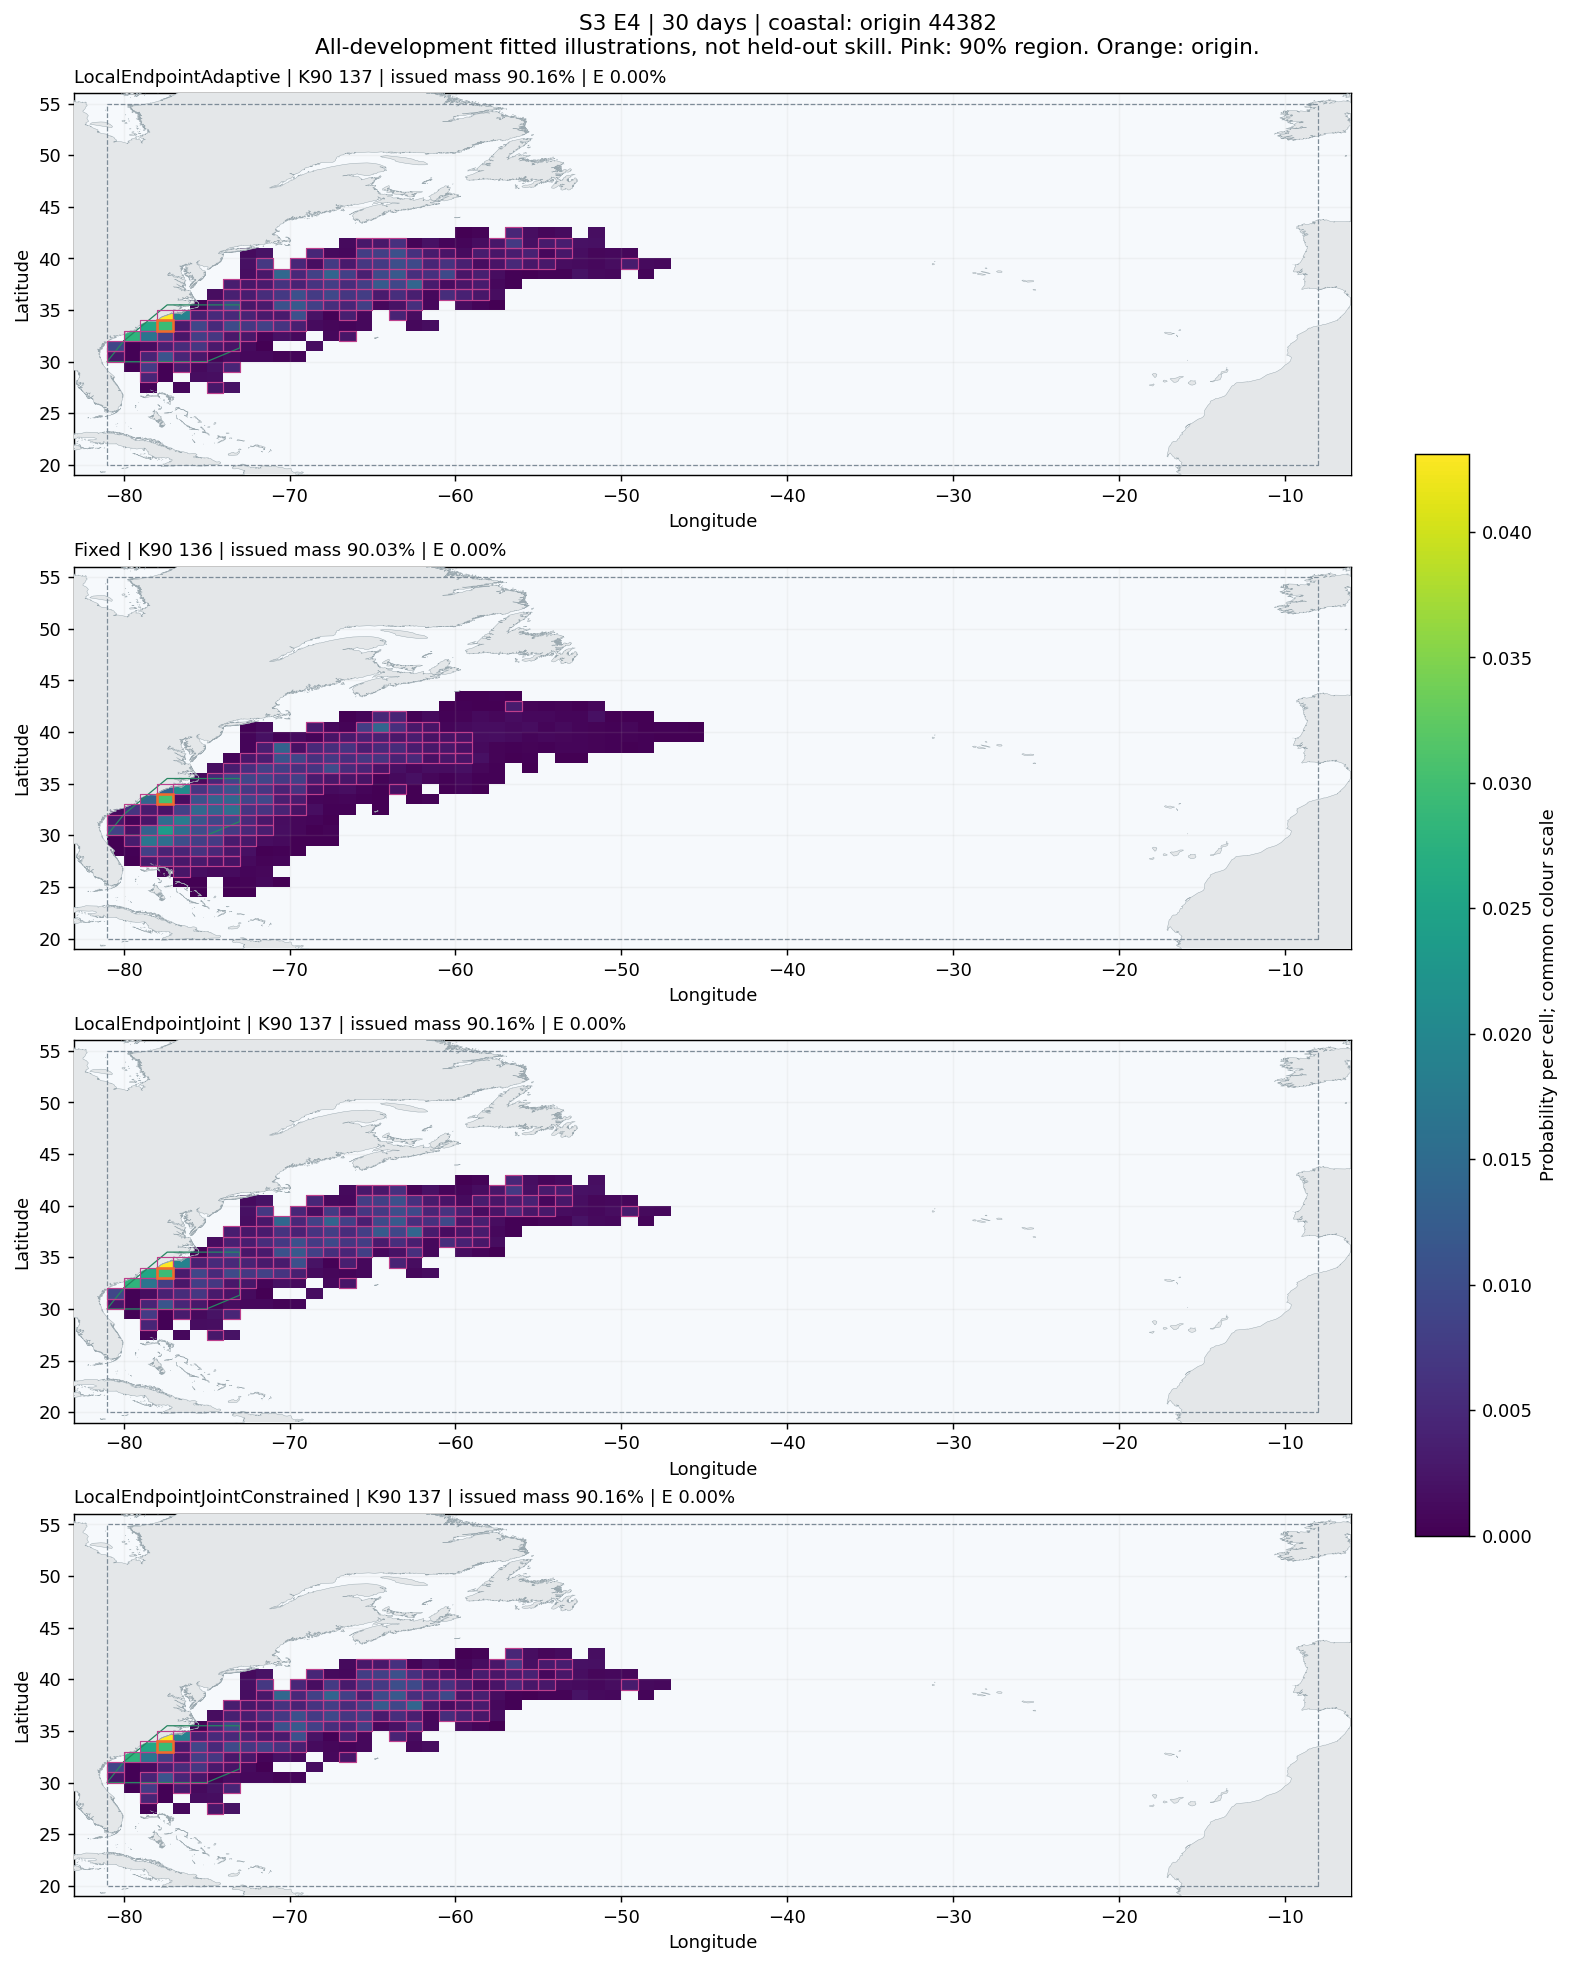 S3 E4 | 30 days | coastal: origin 44382
All-development fitted illustrations, not held-out skill. Pink: 90% region. Orange: origin.
LocalEndpointAdaptive | K90 137 | issued mass 90.16% | E 0.00%
55
50
45
40
35
30
25
20
Latitude
−80 −70 −60 −50 −40 −30 −20 −10
Longitude
Fixed | K90 136 | issued mass 90.03% | E 0.00%
55
50
45
40
35
30
25
20
Latitude
−80 −70 −60 −50 −40 −30 −20 −10
Longitude
LocalEndpointJoint | K90 137 | issued mass 90.16% | E 0.00%
55
50
45
40
35
30
25
20
Latitude
−80 −70 −60 −50 −40 −30 −20 −10
Longitude
LocalEndpointJointConstrained | K90 137 | issued mass 90.16% | E 0.00%
55
50
45
40
35
30
25
20
Latitude
−80 −70 −60 −50 −40 −30 −20 −10
Longitude
0.040
0.035
0.030
0.025
0.020
0.015
0.010
0.005
0.000
Probability per cell; common colour scale